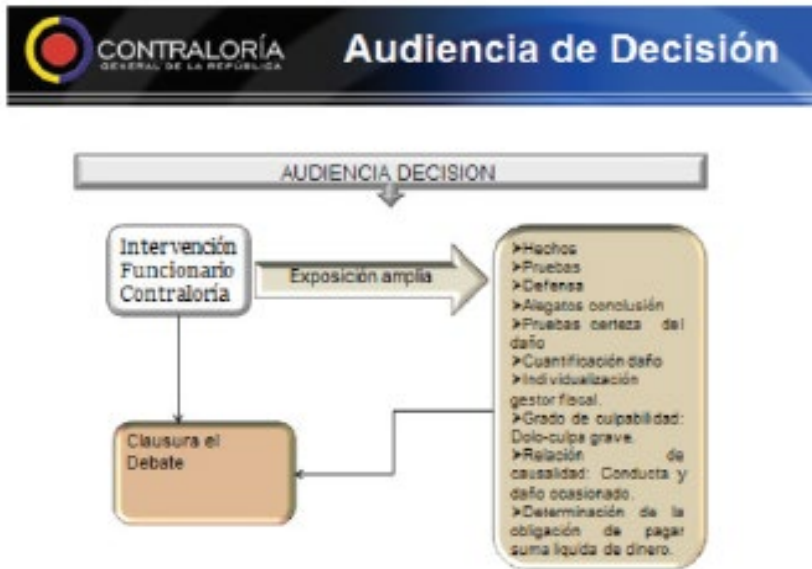 CONTRALORÍA
GENERAL DE LA REPÚBLICA
Audiencia de Decisión
AUDIENCIA DECISION
Intervención
Funcionario
Contraloría
Exposición amplia
➢Hechos
➢Pruebas
➢Defensa
➢Alegatos conclusión
➢Pruebas certeza del
daño
➢Cuantificación daño
➢Individualización
gestor fiscal.
➢Grado de culpabilidad:
Dolo-culpa grave.
➢Relación de
causalidad: Conducta y
daño ocasionado.
➢Determinación de la
obligación de pagar
suma liquida de dinero.
Clausura el
Debate